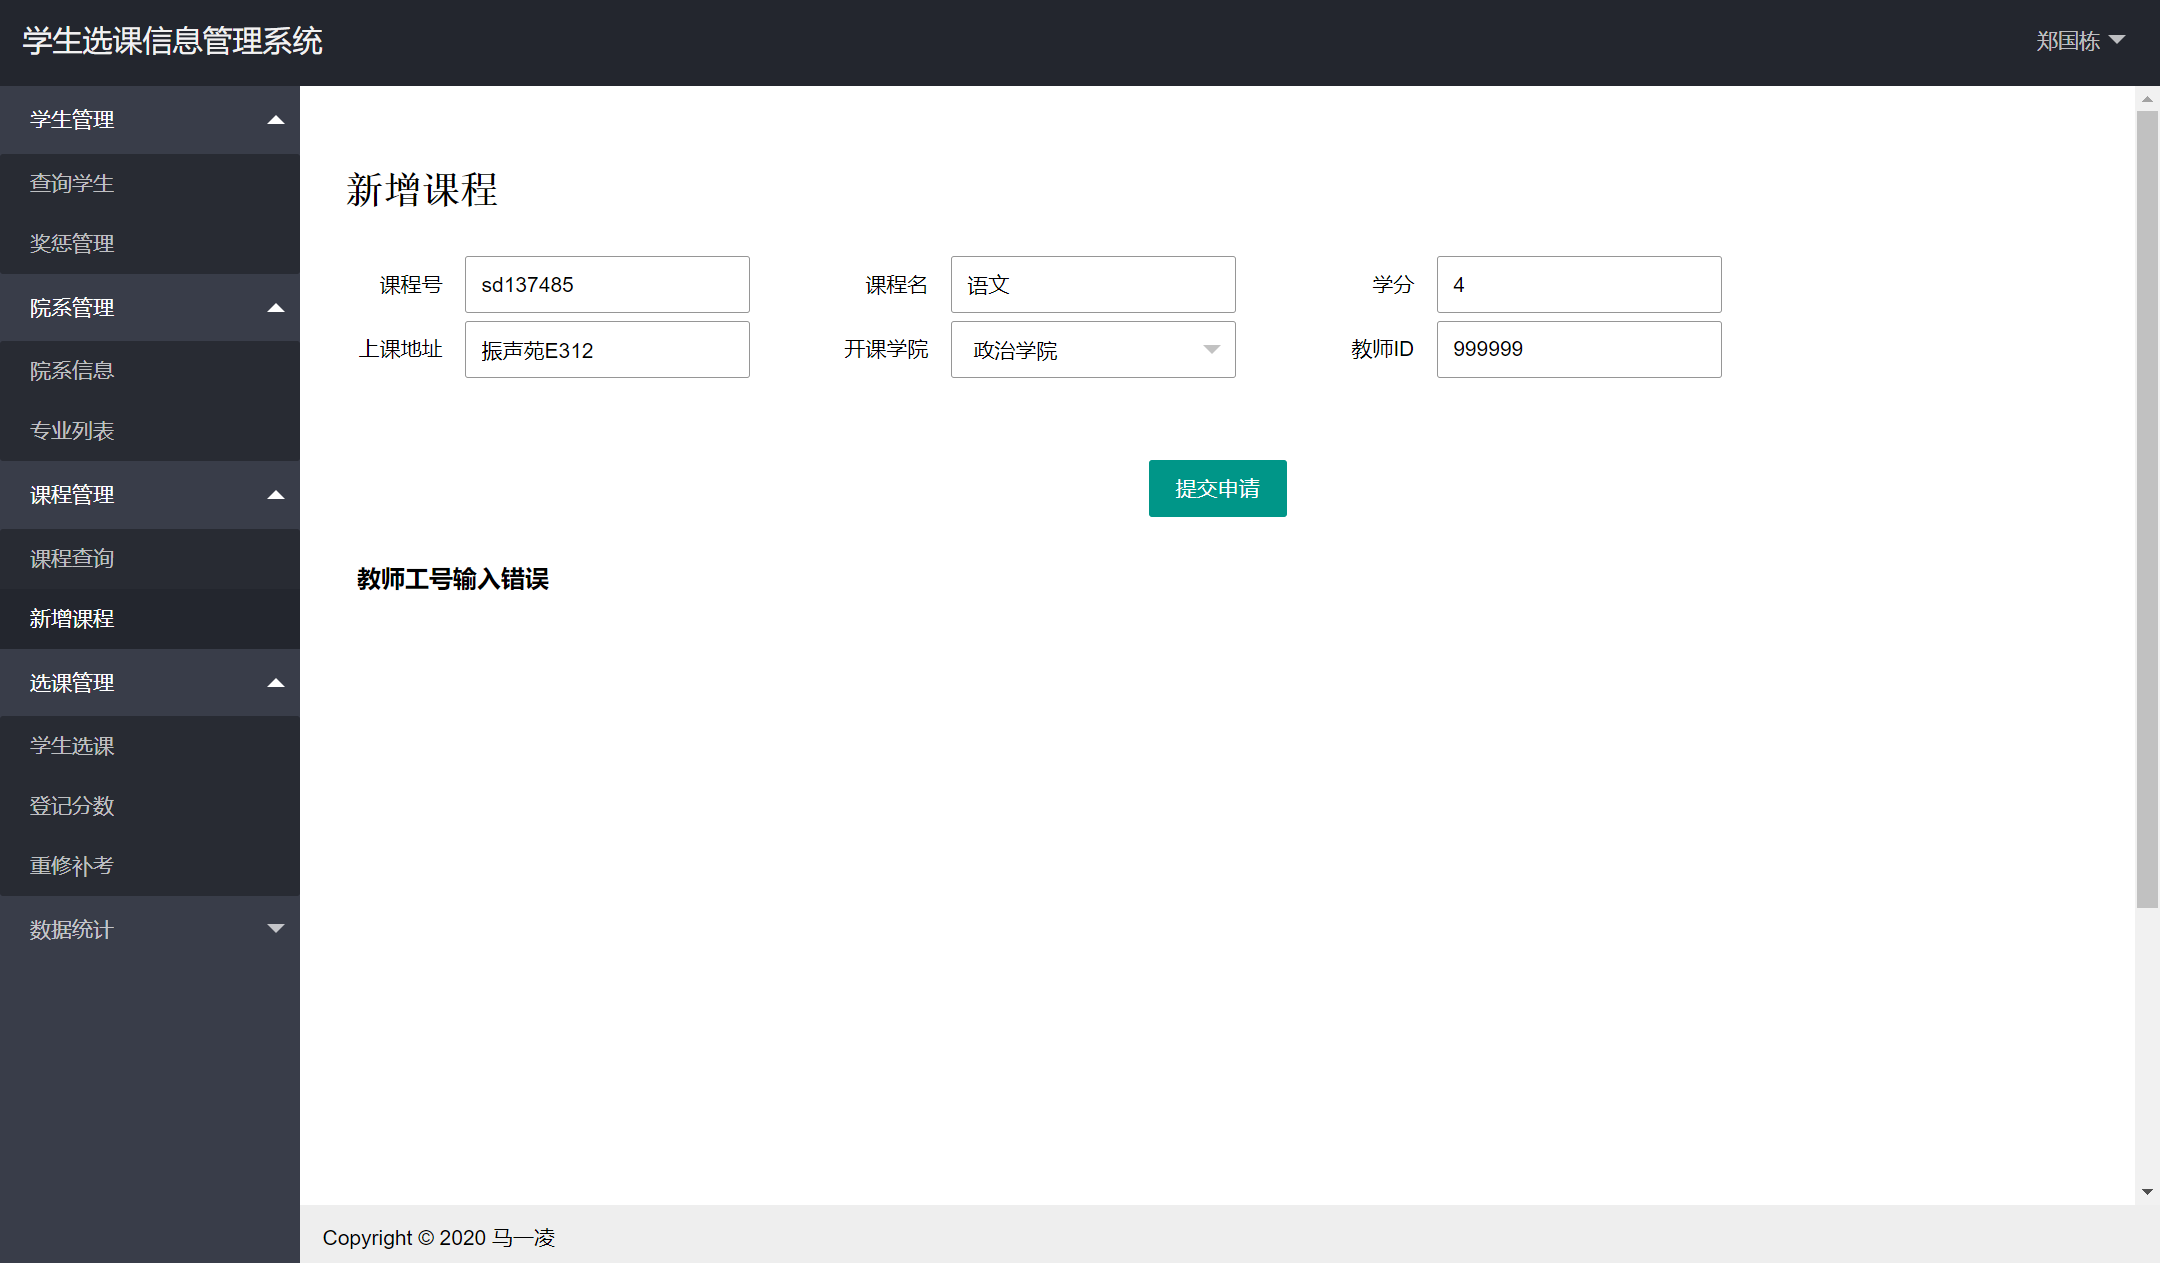 学生选课信息管理系统
郑国栋
学生管理
查询学生
奖惩管理
院系管理
院系信息
专业列表
课程管理
课程查询
新增课程
选课管理
学生选课
登记分数
重修补考
数据统计
新增课程
课程号 sd137485 课程名 语文 学分 4
上课地址 振声苑E312 开课学院 政治学院 教师ID 999999
提交申请
教师工号输入错误
Copyright © 2020 马一凌